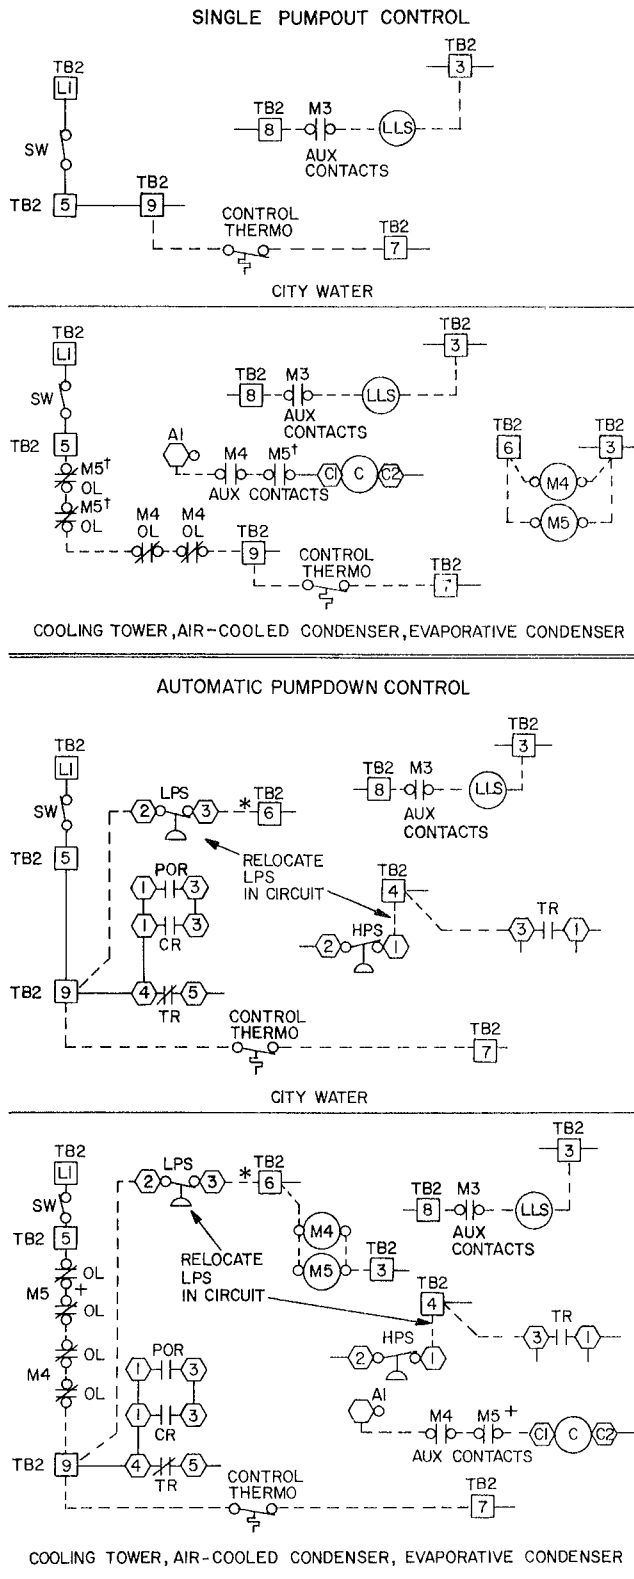 SINGLE PUMPOUT CONTROL
TB2
L1
SW
TB2 5
TB2
9
TB2
8
M3
AUX
CONTACTS
LLS
TB2
3
CONTROL
THERMO
TB2
7
CITY WATER
TB2
L1
SW
TB2 5
M5†
OL
M5†
OL
M4
OL
M4
OL
TB2
9
TB2
8
M3
AUX
CONTACTS
LLS
TB2
3
A1
M4
M5†
AUX CONTACTS
C1
C
C2
TB2
6
TB2
3
M4
M5
CONTROL
THERMO
TB2
7
COOLING TOWER, AIR-COOLED CONDENSER, EVAPORATIVE CONDENSER
AUTOMATIC PUMPDOWN CONTROL
TB2
L1
SW
TB2 5
LPS
2
3
*
TB2
6
TB2
8
M3
AUX
CONTACTS
LLS
TB2
3
RELOCATE
LPS
IN CIRCUIT
POR
1
3
1
3
CR
TB2
4
HPS
2
1
TR
3
1
TB2 9
4
5
TR
CONTROL
THERMO
TB2
7
CITY WATER
TB2
L1
SW
TB2 5
LPS
2
3
*
TB2
6
TB2
3
TB2
8
M3
AUX
CONTACTS
LLS
M4
M5
TB2
3
RELOCATE
LPS
IN CIRCUIT
OL
M5 +
OL
OL
M4
OL
TB2
4
HPS
2
1
TR
3
1
POR
1
3
1
3
CR
A1
M4
M5 +
AUX CONTACTS
C1
C
C2
TB2 9
4
5
TR
CONTROL
THERMO
TB2
7
COOLING TOWER, AIR-COOLED CONDENSER, EVAPORATIVE CONDENSER